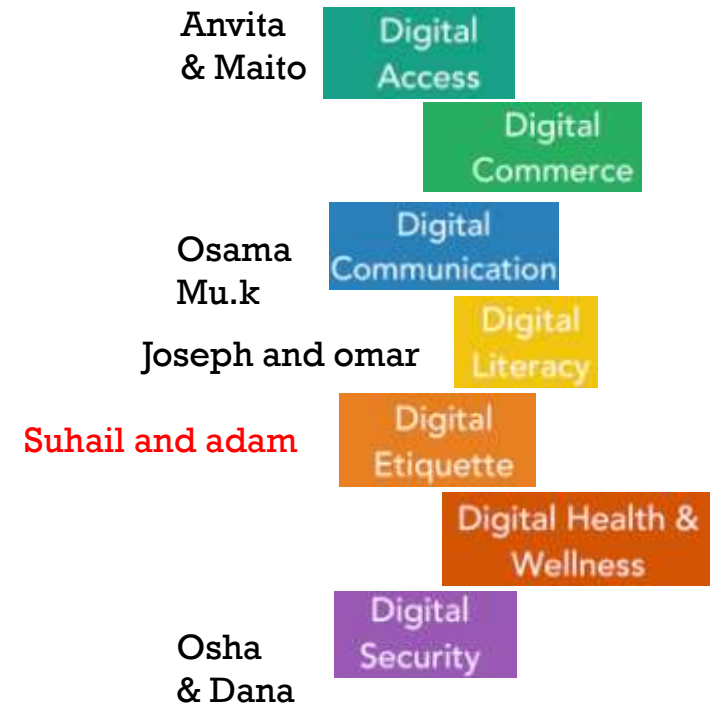 Anvita
& Maito
Digital
Access
Digital
Commerce
Osama
Mu.k
Digital
Communication
Joseph and omar
Digital
Literacy
Suhail and adam
Digital
Etiquette
Digital Health &
Wellness
Osha
& Dana
Digital
Security